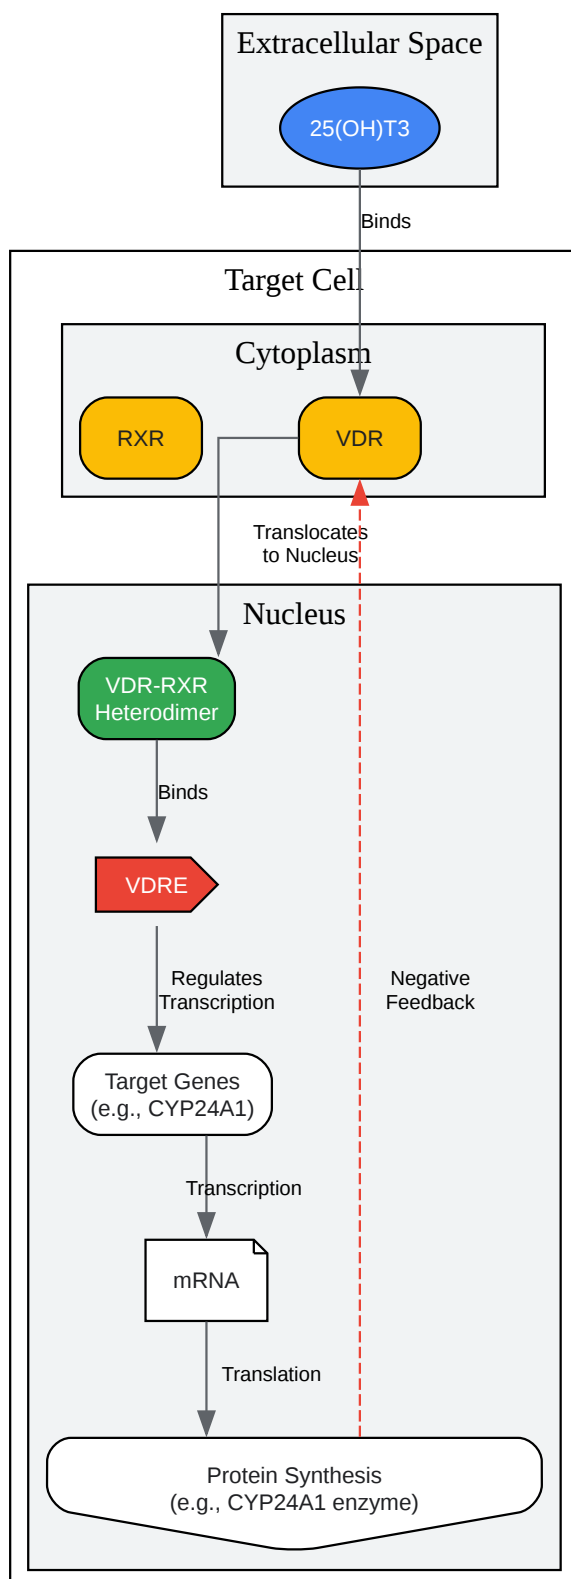 Extracellular Space
25(OH)T3
Binds
Target Cell
Cytoplasm
RXR
VDR
Translocates
to Nucleus
Nucleus
VDR-RXR
Heterodimer
Binds
VDRE
Regulates
Transcription
Negative
Feedback
Target Genes
(e.g., CYP24A1)
Transcription
mRNA
Translation
Protein Synthesis
(e.g., CYP24A1 enzyme)